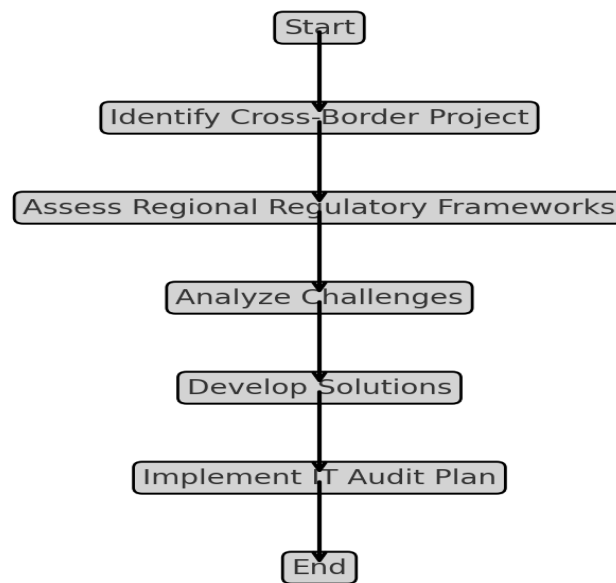 Start
Identify Cross-Border Project
Assess Regional Regulatory Frameworks
Analyze Challenges
Develop Solutions
Implement IT Audit Plan
End